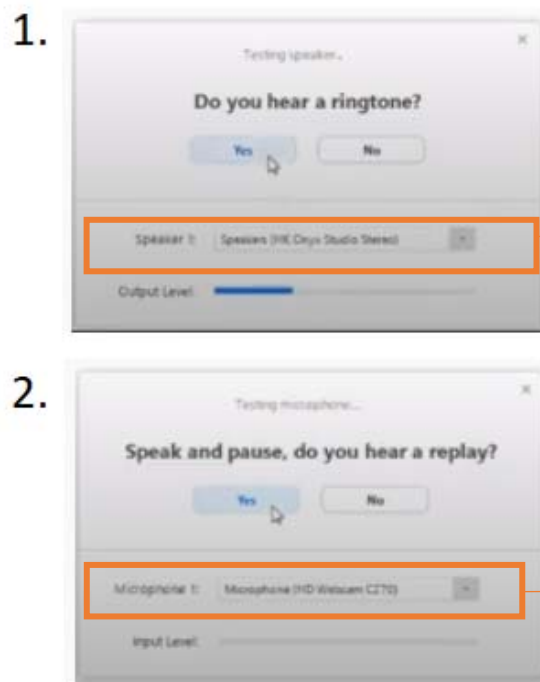 1.
Testing speaker...
Do you hear a ringtone?
Yes No
Speaker 1: Speakers (HK Onyx Studio Stereo)
Output Level:
2.
Testing microphone...
Speak and pause, do you hear a replay?
Yes No
Microphone 1: Microphone (HD Webcam C270)
Input Level: